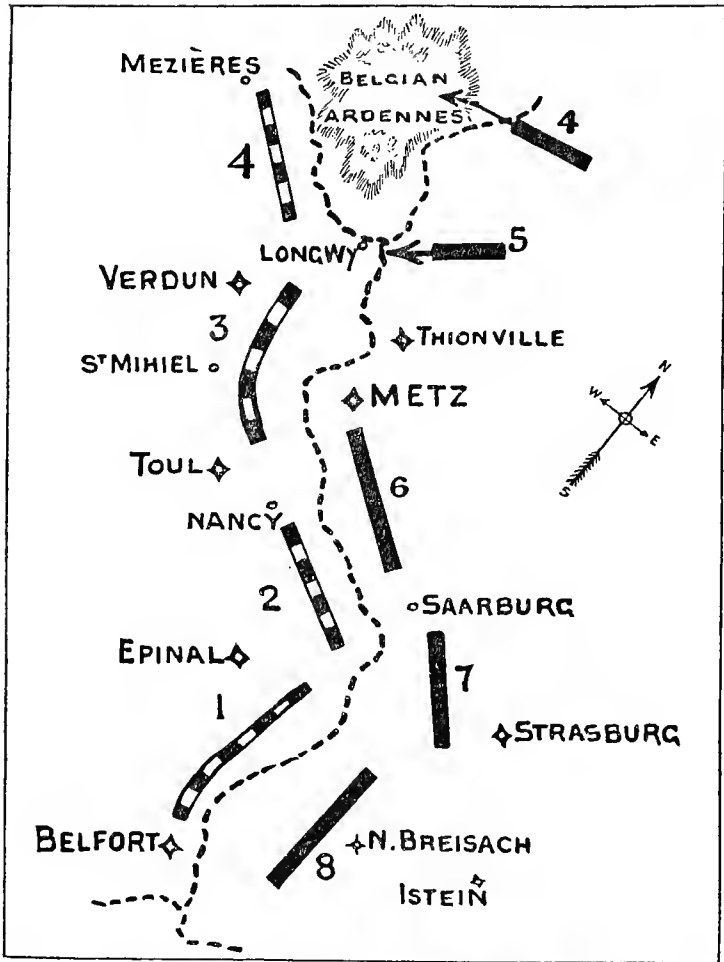 MEZIÈRES
BELGIAN
ARDENNES
4
4
LONGWY
5
VERDUN
3
THIONVILLE
ST MIHIEL
METZ
N
W
E
S
TOUL
6
NANCY
2
SAARBURG
EPINAL
7
1
STRASBURG
BELFORT
8
N. BREISACH
ISTEIN